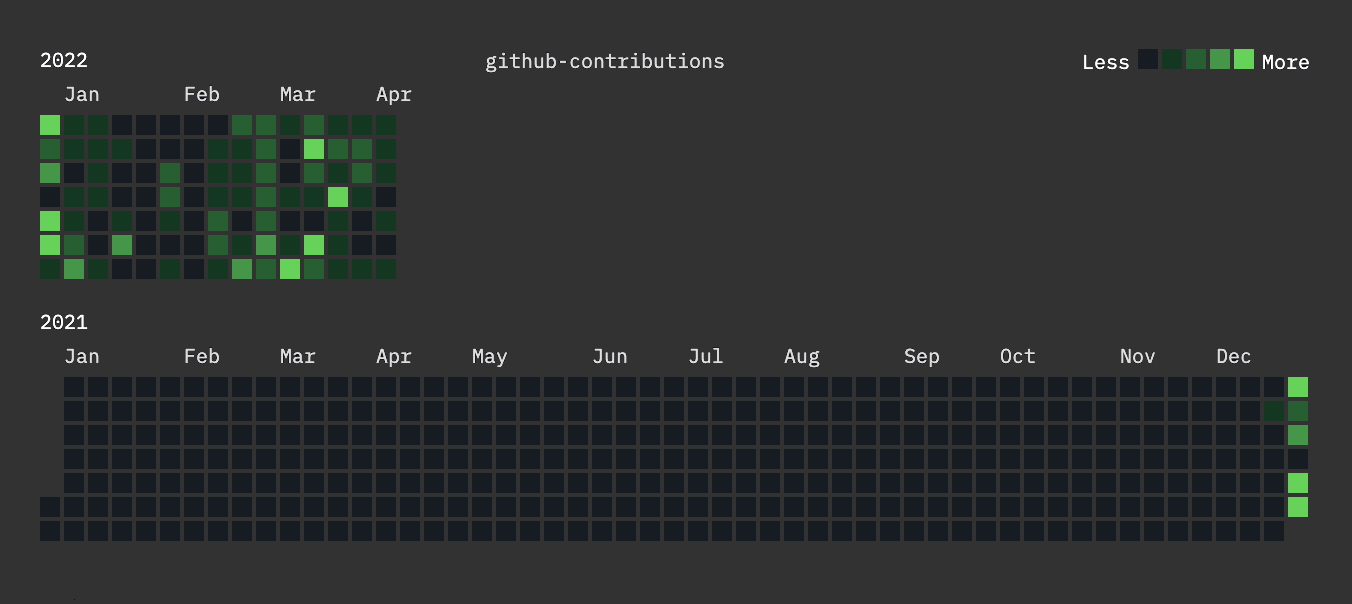 2022
github-contributions
Less More
Jan Feb Mar Apr
2021
Jan Feb Mar Apr May Jun Jul Aug Sep Oct Nov Dec